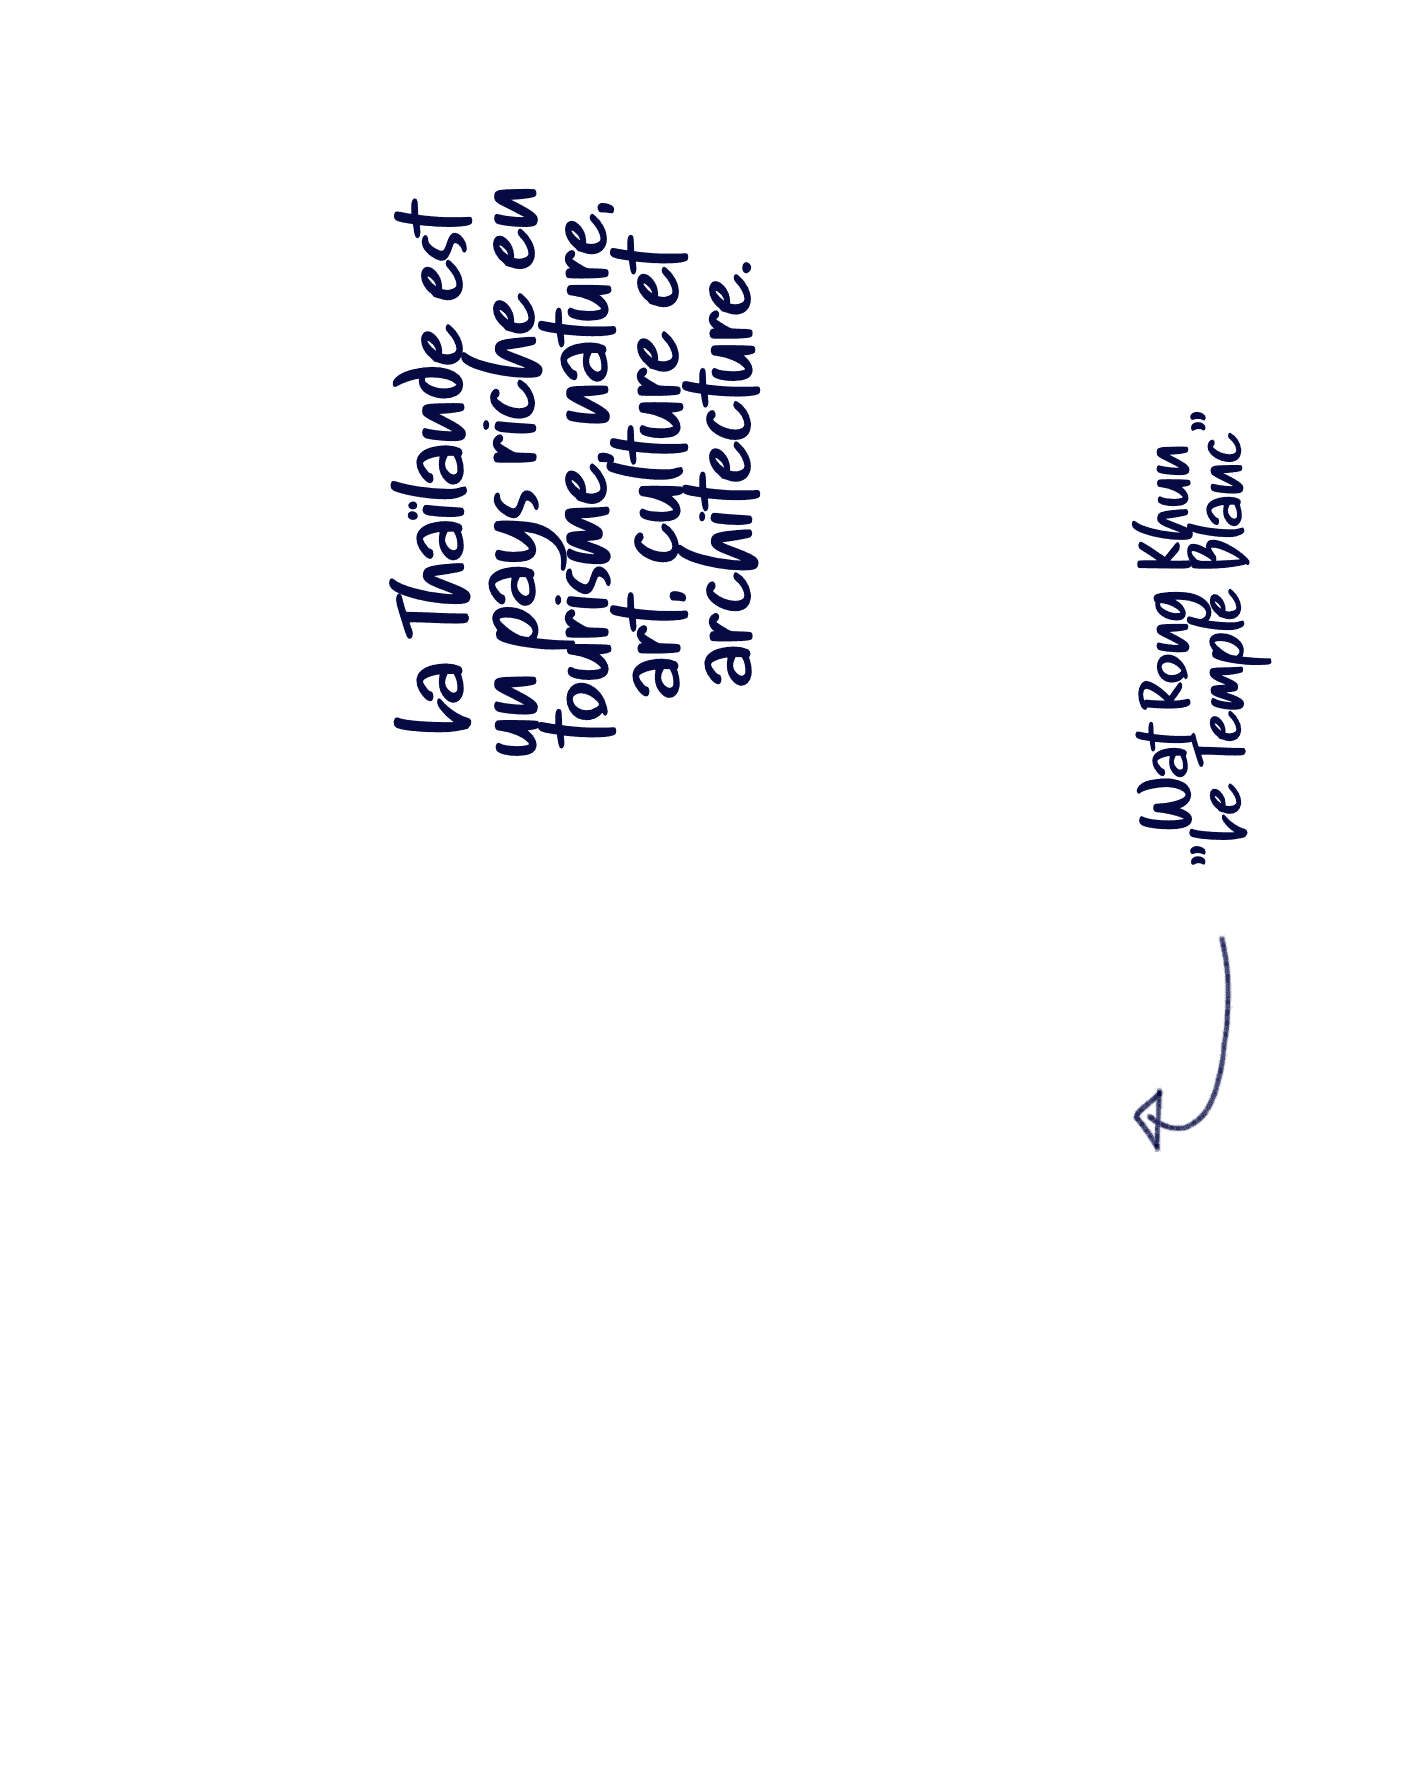 La Thaïlande est
un pays riche en
tourisme, nature,
art, culture et
architecture.
Wat Rong Khun
"Le Temple Blanc"